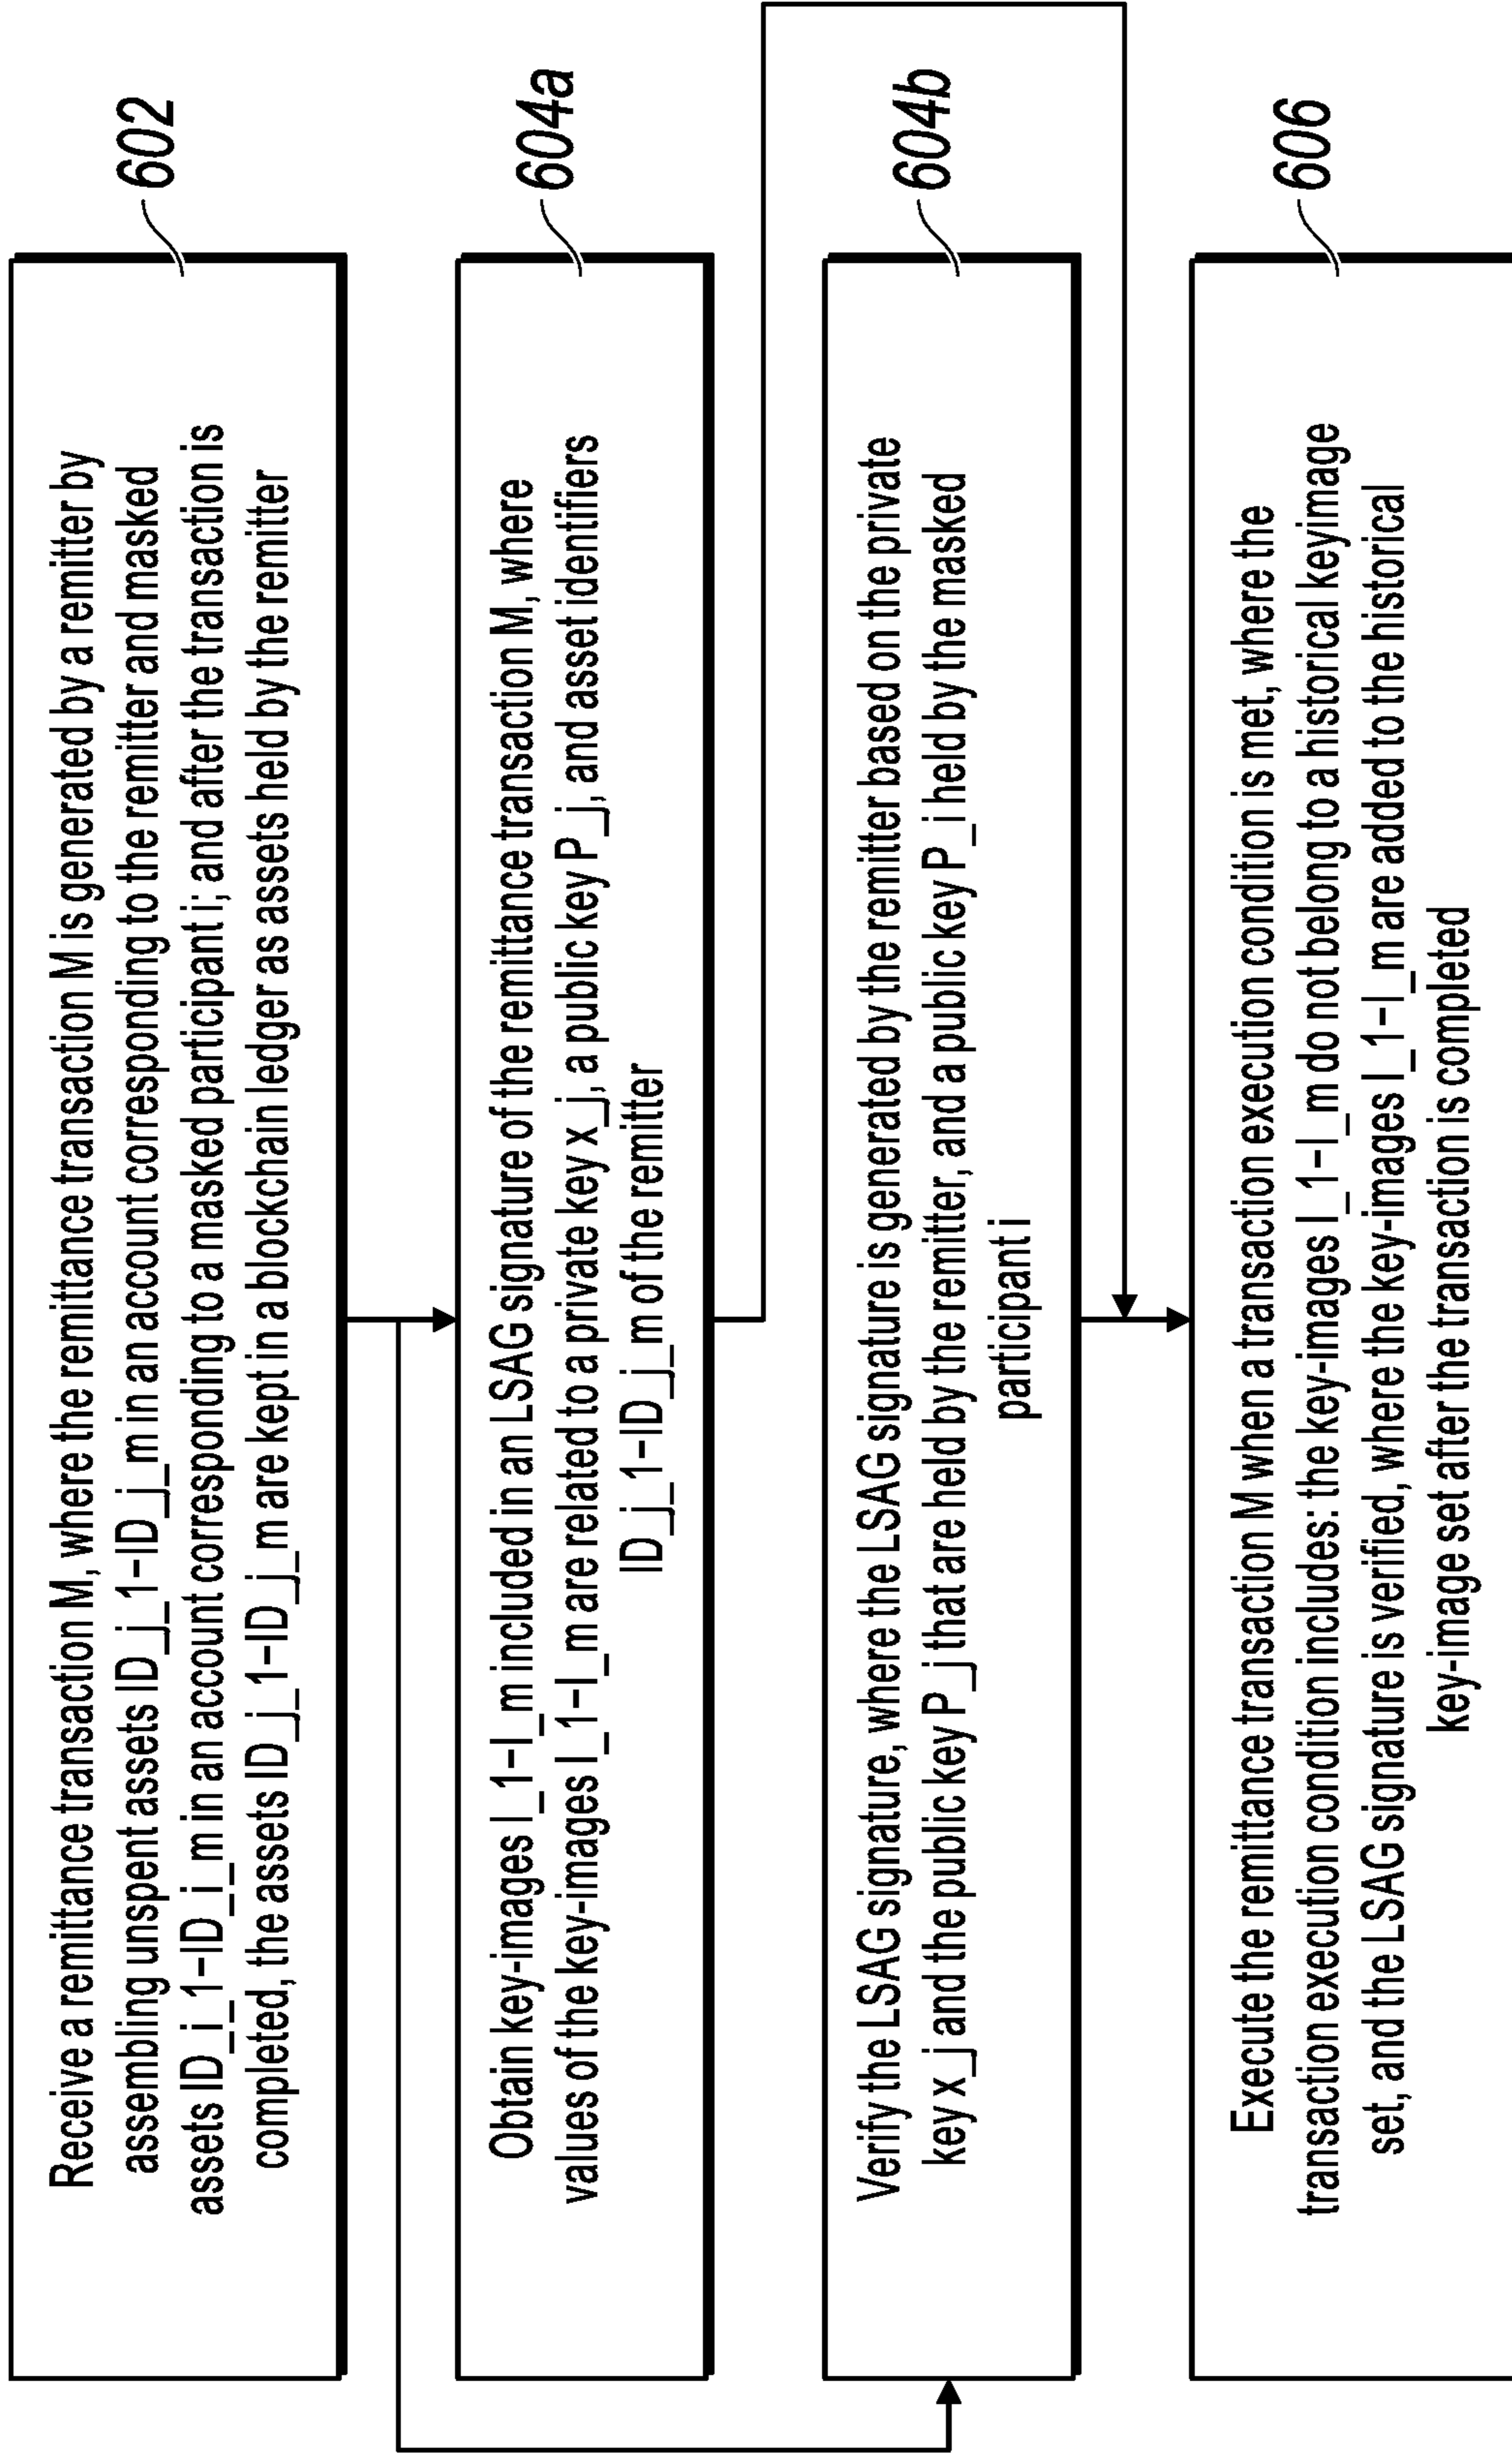 Receive a remittance transaction M, where the remittance transaction M is generated by a remitter by
assembling unspent assets ID_j_1-ID_j_m in an account corresponding to the remitter and masked
assets ID_i_1-ID_i_m in an account corresponding to a masked participant i; and after the transaction is
completed, the assets ID_j_1-ID_j_m are kept in a blockchain ledger as assets held by the remitter
602
Obtain key-images I_1-I_m included in an LSAG signature of the remittance transaction M, where
values of the key-images I_1-I_m are related to a private key x_j, a public key P_j, and asset identifiers
ID_j_1-ID_j_m of the remitter
604a
Verify the LSAG signature, where the LSAG signature is generated by the remitter based on the private
key x_j and the public key P_j that are held by the remitter, and a public key P_i held by the masked
participant i
604b
Execute the remittance transaction M when a transaction execution condition is met, where the
transaction execution condition includes: the key-images I_1-I_m do not belong to a historical keyimage
set, and the LSAG signature is verified, where the key-images I_1-I_m are added to the historical
key-image set after the transaction is completed
606